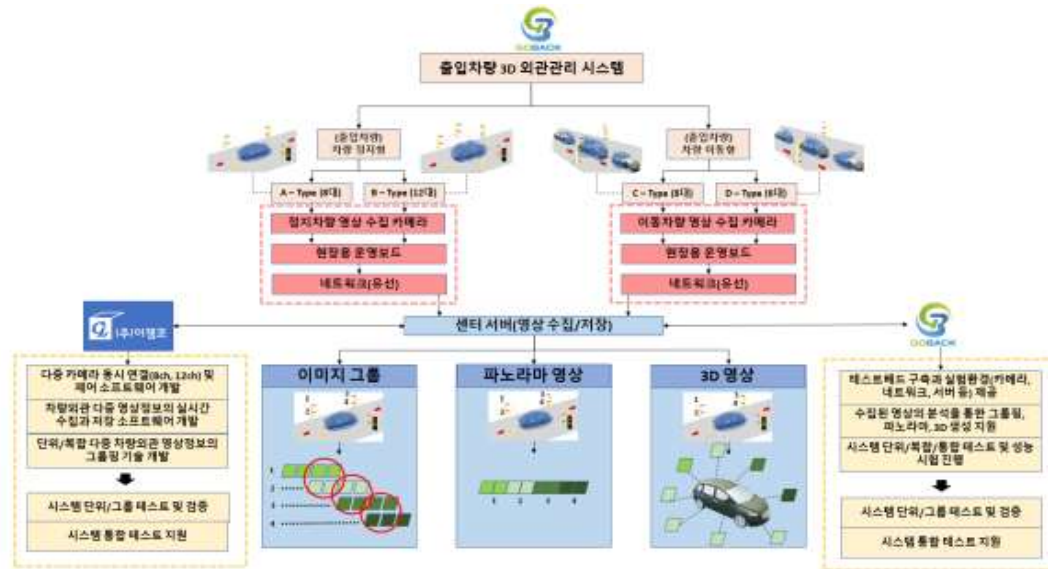 GOBACK
출입차량 3D 외관관리 시스템
(출입차량)
차량 정지형
(출입차량)
차량 이동형
A – Type (8대)
B – Type (12대)
C – Type (8대)
D – Type (6대)
정지차량 영상 수집 카메라
현장용 운영보드
네트워크(유선)
이동차량 영상 수집 카메라
현장용 운영보드
네트워크(유선)
(주)이엠코
센터 서버(영상 수집/저장)
GOBACK
다중 카메라 동시 연결(8ch, 12ch) 및
제어 소프트웨어 개발
차량외관 다중 영상정보의 실시간
수집과 저장 소프트웨어 개발
단위/복합 다중 차량외관 영상정보의
그룹핑 기술 개발
시스템 단위/그룹 테스트 및 검증
시스템 통합 테스트 지원
이미지 그룹
1
2
3
4
파노라마 영상
1 2 3 4
3D 영상
테스트베드 구축과 실험환경(카메라,
네트워크, 서버 등) 제공
수집된 영상의 분석을 통한 그룹핑,
파노라마, 3D 생성 지원
시스템 단위/복합/통합 테스트 및 성능
시험 진행
시스템 단위/그룹 테스트 및 검증
시스템 통합 테스트 지원